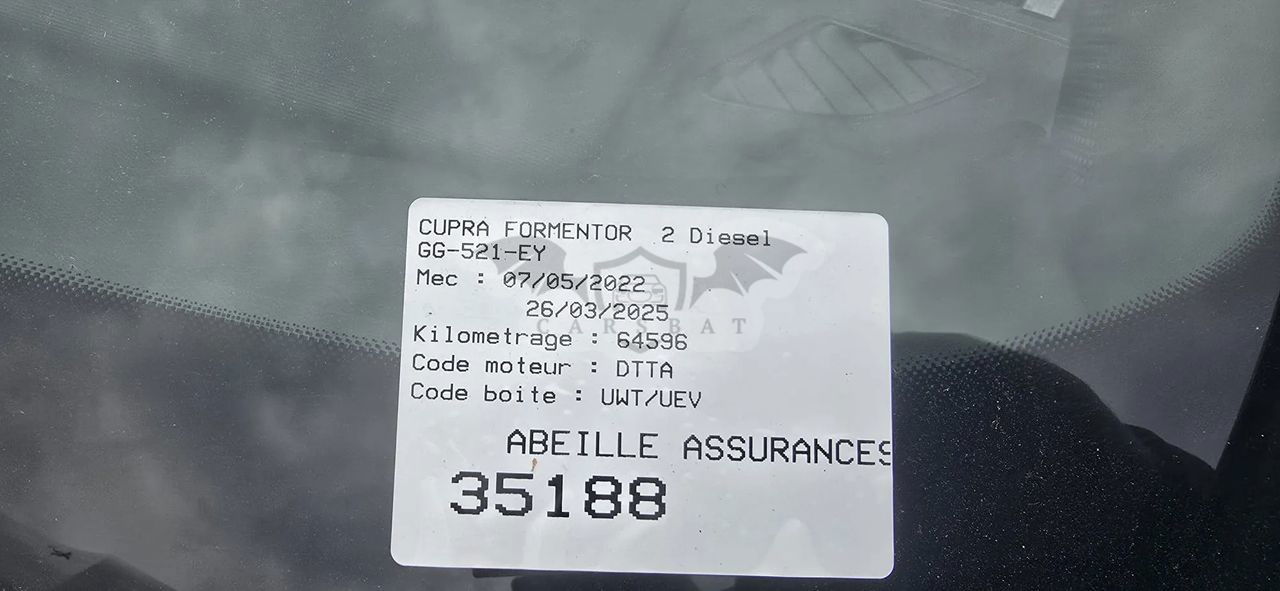 CUPRA FORMENTOR 2 Diesel
GG-521-EY
Mec : 07/05/2022
26/03/2025
CARSBAT
Kilometrage : 64596
Code moteur : DTTA
Code boite : UWT/UEV
ABEILLE ASSURANCES
35188